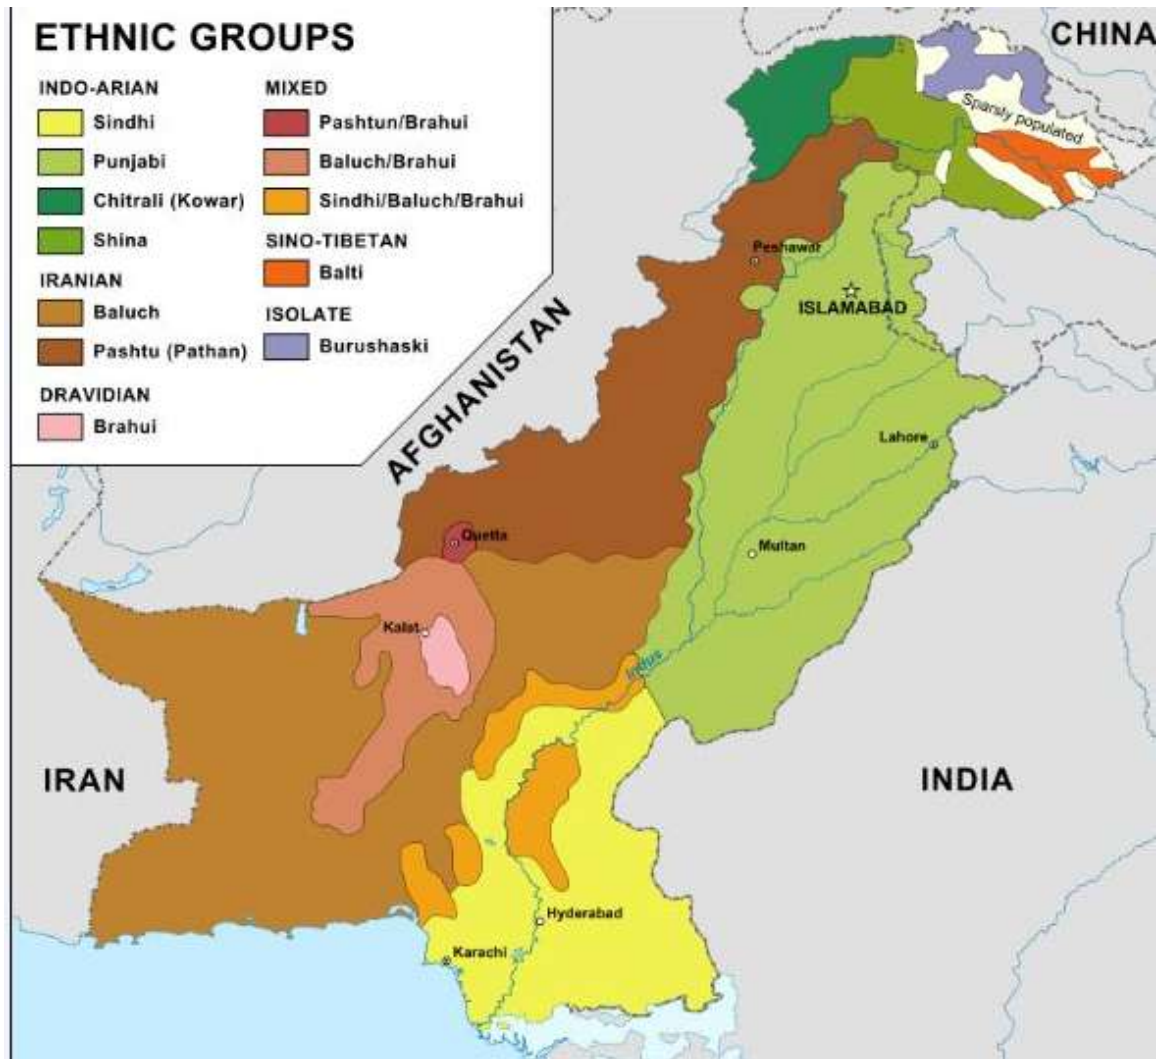 ETHNIC GROUPS
INDO-ARIAN
Sindhi
Punjabi
Chitrali (Kowar)
Shina
IRANIAN
Baluch
Pashtu (Pathan)
DRAVIDIAN
Brahui
MIXED
Pashtun/Brahui
Baluch/Brahui
Sindhi/Baluch/Brahui
SINO-TIBETAN
Balti
ISOLATE
Burushaski
CHINA
Sparsly populated
Peshawar
ISLAMABAD
AFGHANISTAN
Lahore
Quetta
Multan
Kalat
Indus
IRAN
INDIA
Hyderabad
Karachi